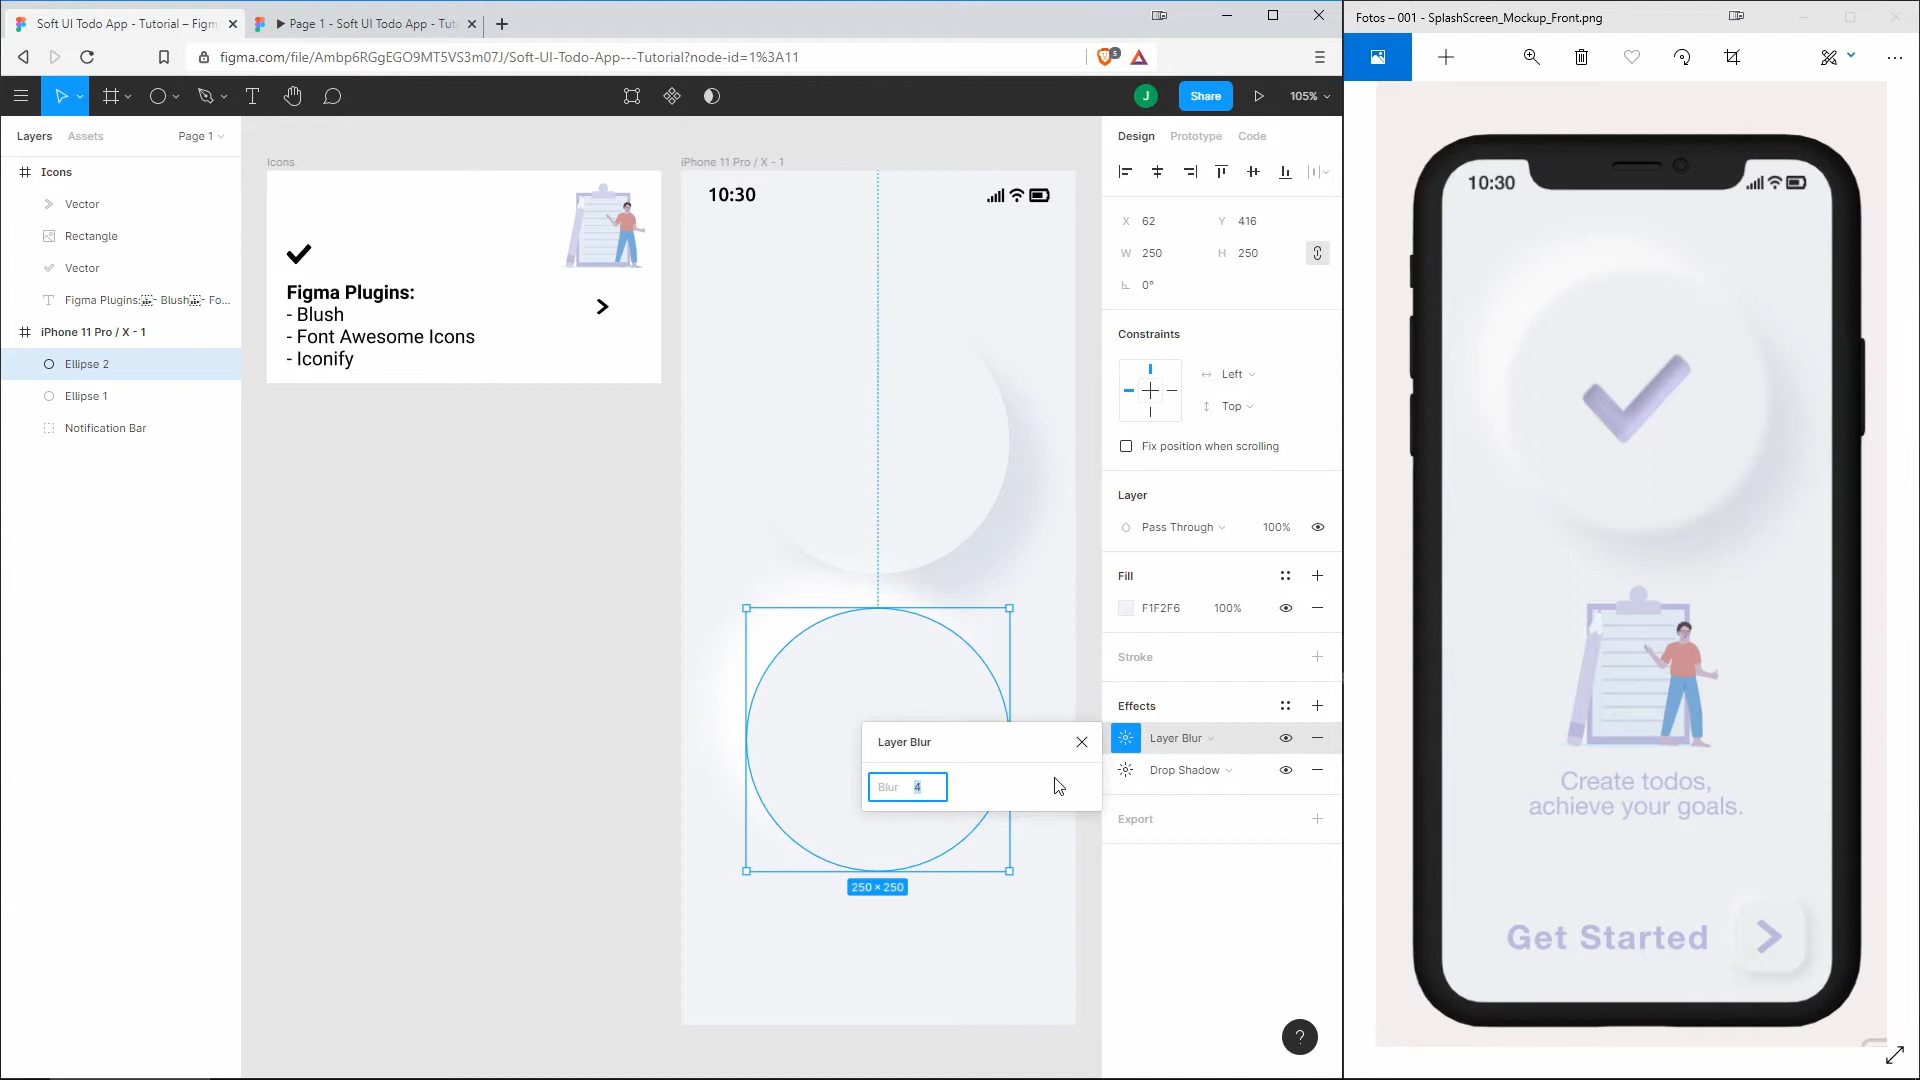 Soft UI Todo App - Tutorial – Figm
Page 1 - Soft UI Todo App - Tut
Fotos – 001 - SplashScreen_Mockup_Front.png
figma.com/file/Ambp6RGgEGO9MT5VS3m07J/Soft-UI-Todo-App---Tutorial?node-id=1%3A11
5
J
Share
105%
Layers
Assets
Page 1
Icons
Vector
Rectangle
Vector
Figma Plugins: - Blush - Fo...
iPhone 11 Pro / X - 1
Ellipse 2
Ellipse 1
Notification Bar
Icons
Figma Plugins:
- Blush
- Font Awesome Icons
- Iconify
iPhone 11 Pro / X - 1
10:30
250 × 250
Layer Blur
Blur 4
Design
Prototype
Code
X 62
Y 416
W 250
H 250
0°
Constraints
Left
Top
Fix position when scrolling
Layer
Pass Through
100%
Fill
F1F2F6
100%
Stroke
Effects
Layer Blur
Drop Shadow
Export
?
10:30
Create todos,
achieve your goals.
Get Started